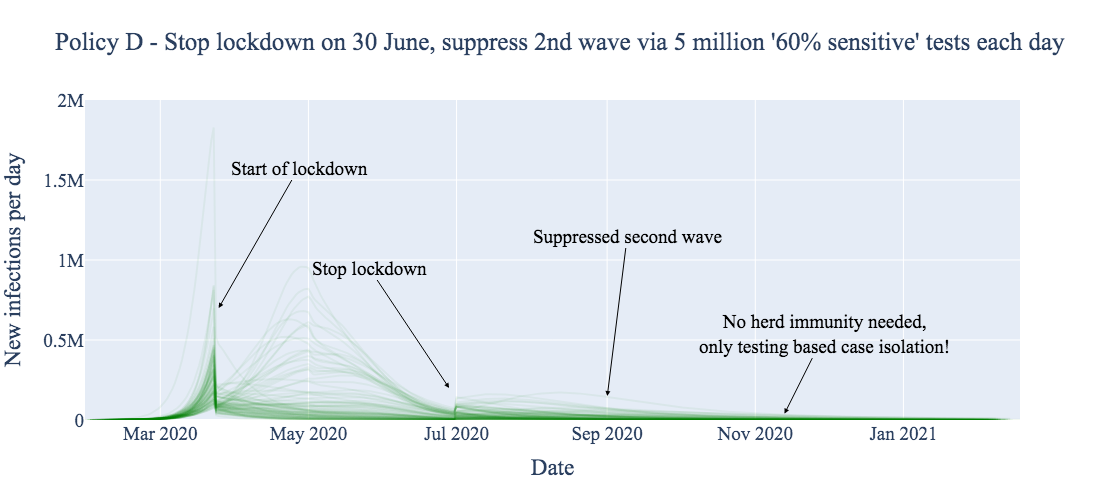 Policy D - Stop lockdown on 30 June, suppress 2nd wave via 5 million '60% sensitive' tests each day
New infections per day
2M
1.5M
1M
0.5M
0
Start of lockdown
Stop lockdown
Suppressed second wave
No herd immunity needed,
only testing based case isolation!
Mar 2020
May 2020
Jul 2020
Sep 2020
Nov 2020
Jan 2021
Date